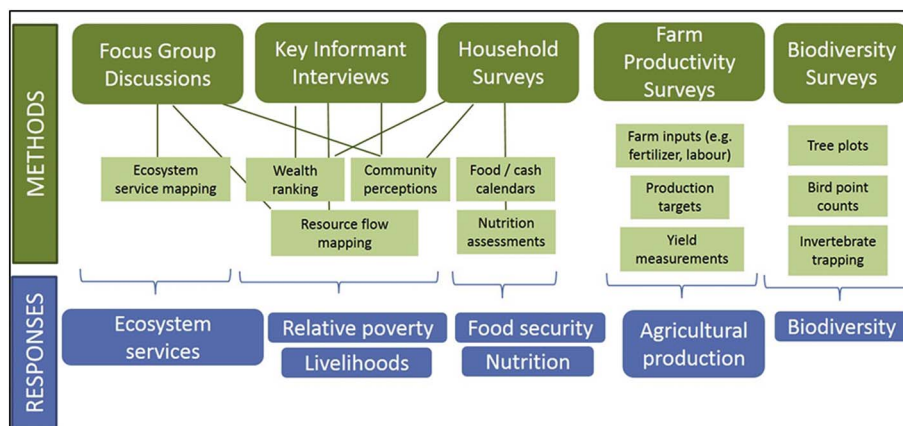 METHODS
Focus Group
Discussions
Key Informant
Interviews
Household
Surveys
Farm
Productivity
Surveys
Biodiversity
Surveys
Ecosystem
service mapping
Wealth
ranking
Community
perceptions
Food / cash
calendars
Farm inputs (e.g.
fertilizer, labour)
Tree plots
Resource flow
mapping
Nutrition
assessments
Production
targets
Bird point
counts
Yield
measurements
Invertebrate
trapping
RESPONSES
Ecosystem
services
Relative poverty
Livelihoods
Food security
Nutrition
Agricultural
production
Biodiversity